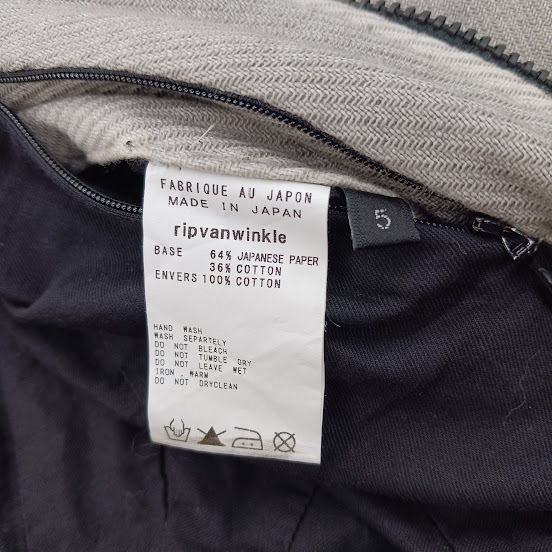 FABRIQUE AU JAPON
MADE IN JAPAN
ripvanwinkle
BASE 64% JAPANESE PAPER
36% COTTON
ENVERS 100% COTTON
HAND WASH
WASH SEPARTELY
DO NOT BLEACH
DO NOT TUMBLE DRY
DO NOT LEAVE WET
IRON . WARM
DO NOT DRYCLEAN
5